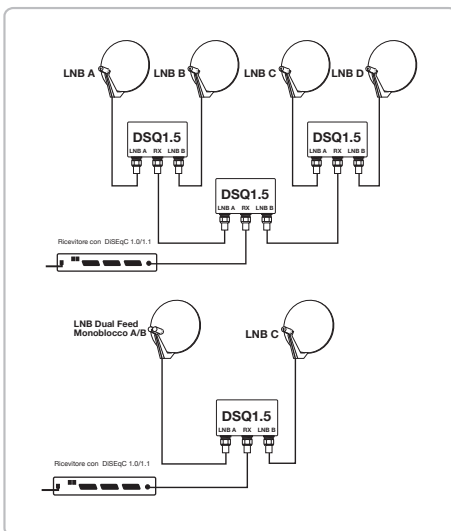 LNB A LNB B LNB C LNB D
DSQ1.5 DSQ1.5
LNB A RX LNB B LNB A RX LNB B
DSQ1.5
LNB A RX LNB B
Ricevitore con DiSEqC 1.0/1.1
LNB Dual Feed
Monoblocco A/B
LNB C
DSQ1.5
LNB A RX LNB B
Ricevitore con DiSEqC 1.0/1.1